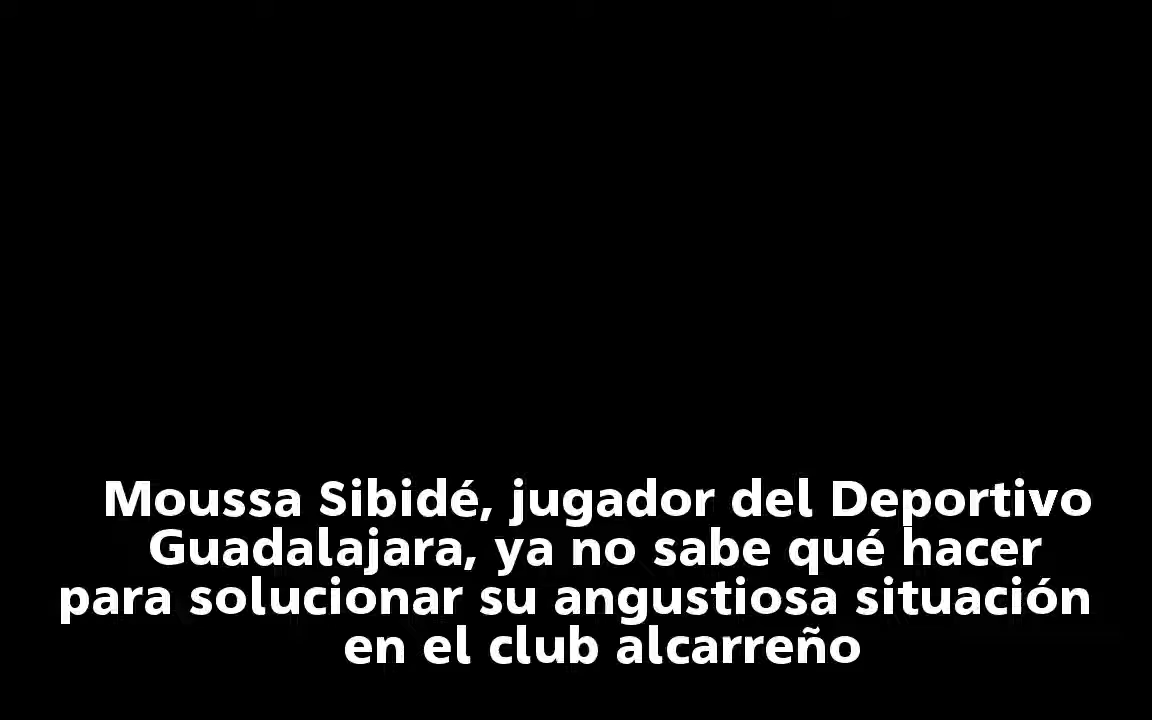 Moussa Sibidé, jugador del Deportivo
Guadalajara, ya no sabe qué hacer
para solucionar su angustiosa situación
en el club alcarreño